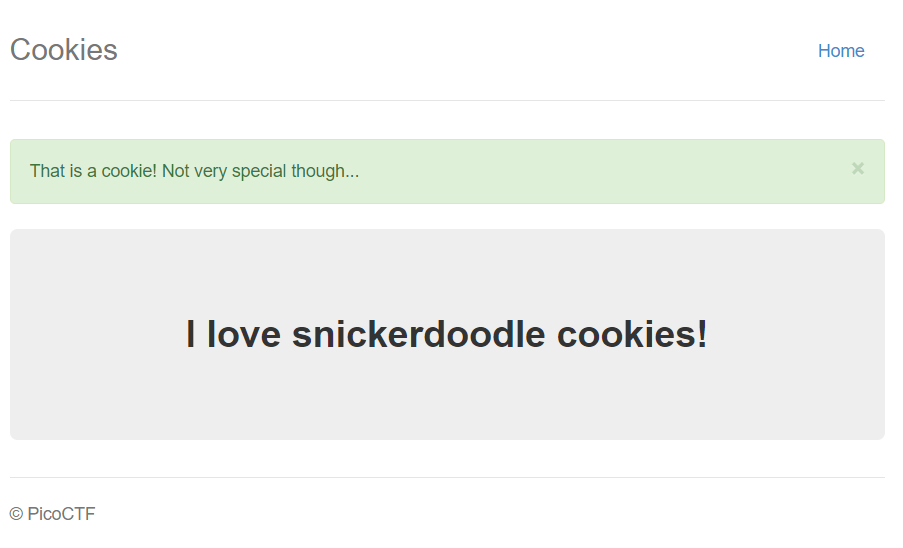 Cookies
Home
That is a cookie! Not very special though...
×
I love snickerdoodle cookies!
© PicoCTF